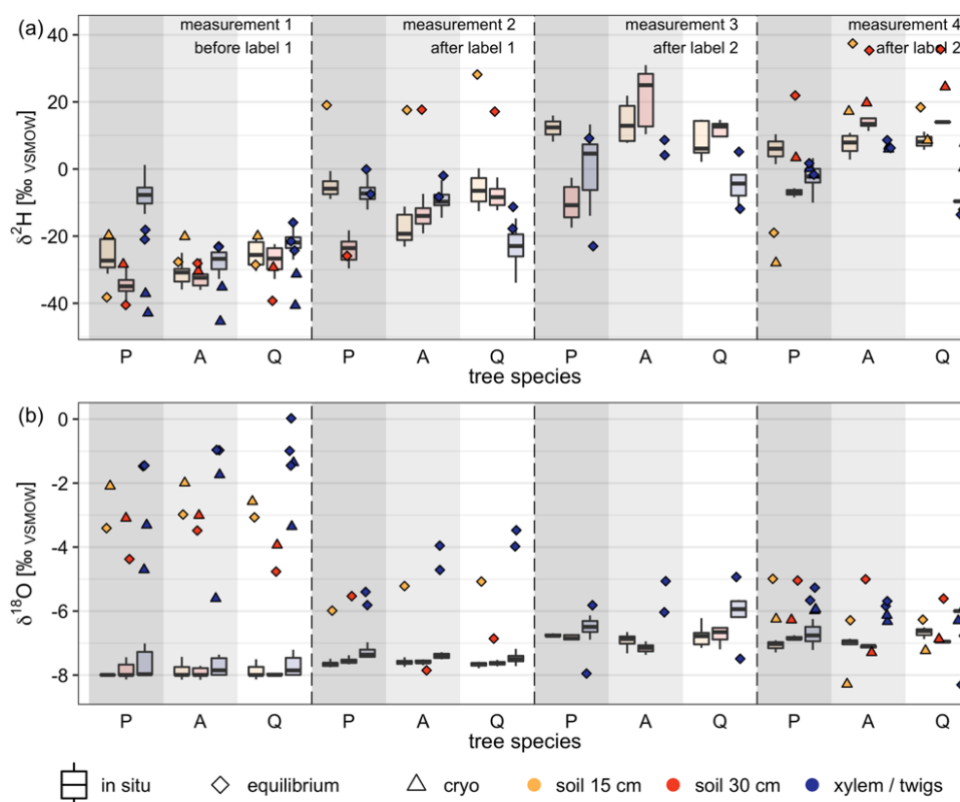 (a)
measurement 1
measurement 2
measurement 3
measurement 4
before label 1
after label 1
after label 2
after label 2
40
20
0
-20
-40
δ²H [‰ VSMOW]
P A Q P A Q P A Q P A Q
tree species
(b)
0
-2
-4
-6
-8
δ¹⁸O [‰ VSMOW]
P A Q P A Q P A Q P A Q
tree species
in situ equilibrium cryo soil 15 cm soil 30 cm xylem / twigs